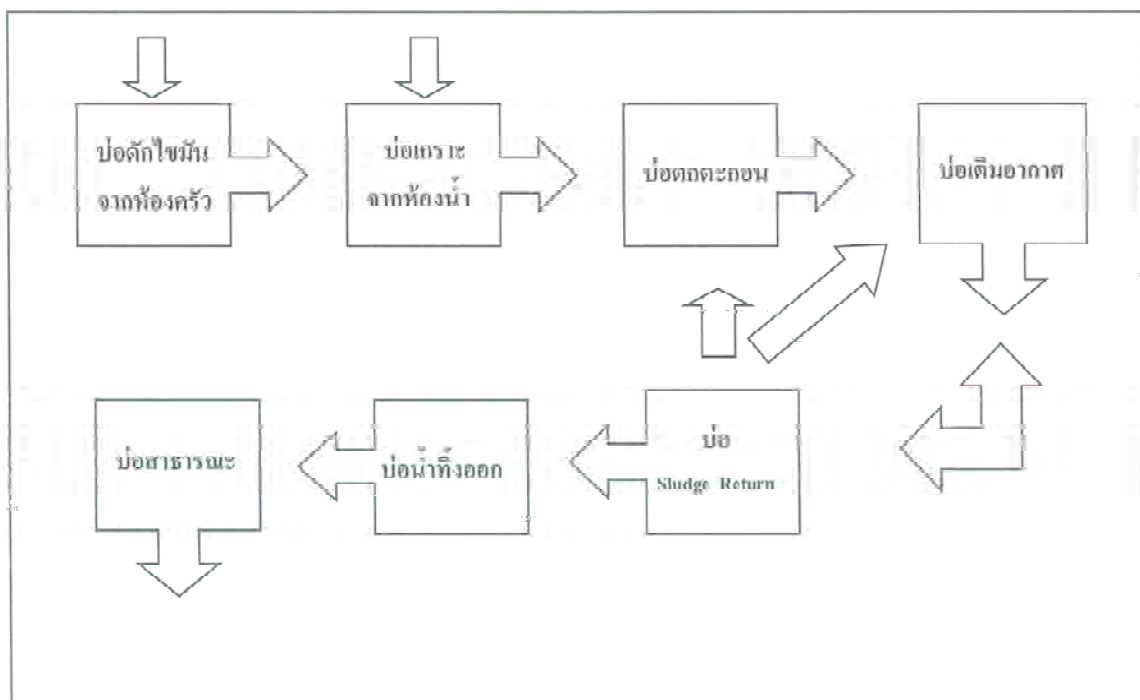 บ่อดักไขมัน
จากห้องครัว
บ่อเกราะ
จากห้องน้ำ
บ่อตกตะกอน
บ่อเติมอากาศ
บ่อสาธารณะ
บ่อน้ำทิ้งออก
บ่อ
Sludge Return